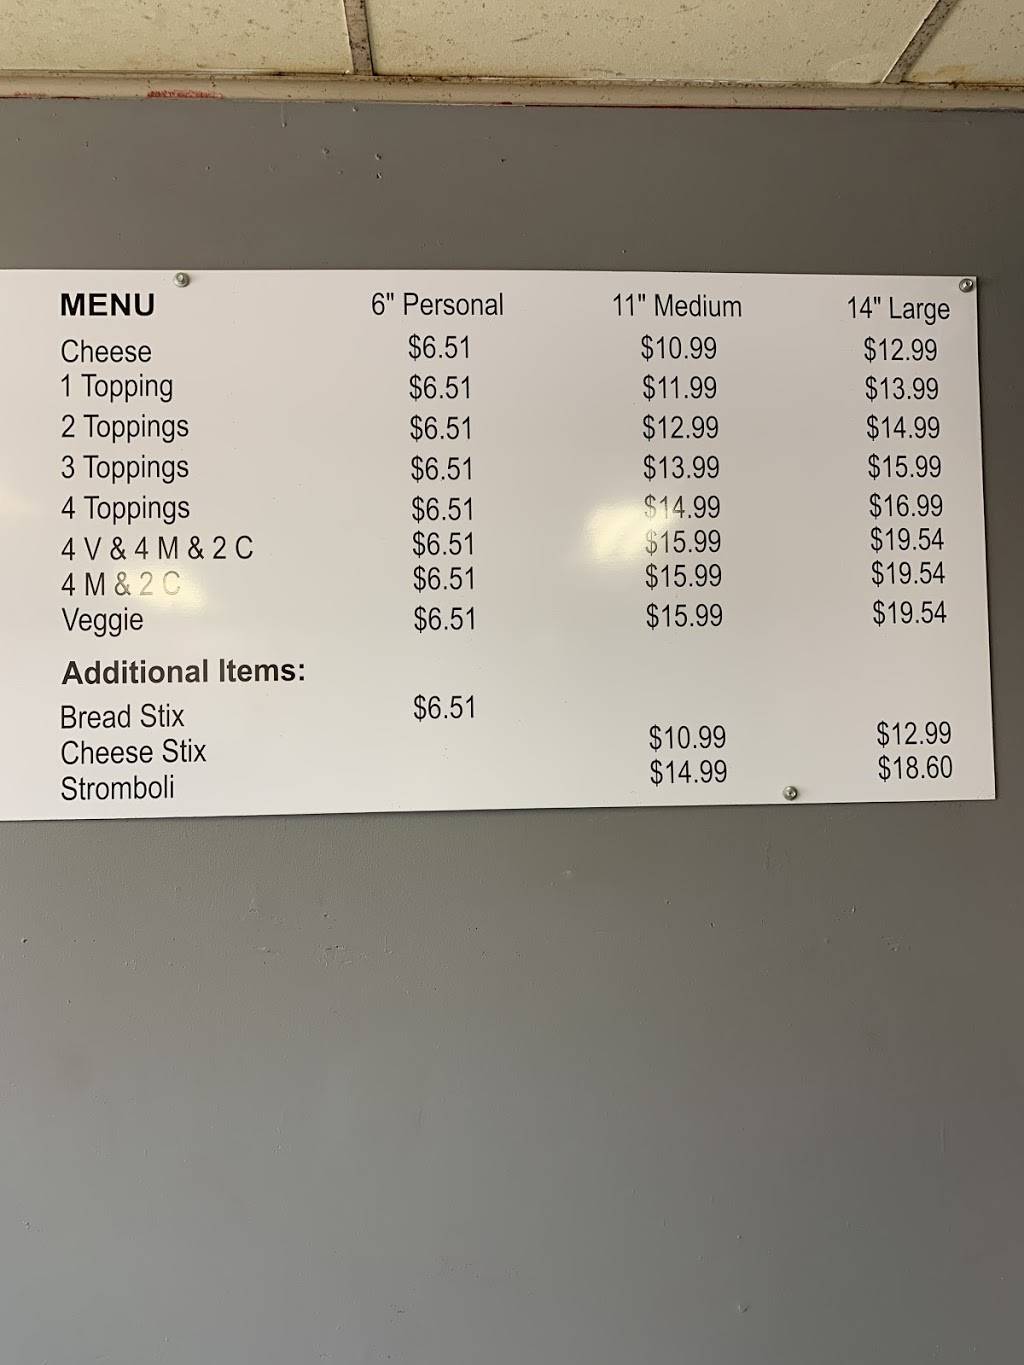 MENU 6" Personal 11" Medium 14" Large
Cheese $6.51 $10.99 $12.99
1 Topping $6.51 $11.99 $13.99
2 Toppings $6.51 $12.99 $14.99
3 Toppings $6.51 $13.99 $15.99
4 Toppings $6.51 $14.99 $16.99
4 V & 4 M & 2 C $6.51 $15.99 $19.54
4 M & 2 C $6.51 $15.99 $19.54
Veggie $6.51 $15.99 $19.54
Additional Items:
Bread Stix $6.51
Cheese Stix $10.99 $12.99
Stromboli $14.99 $18.60